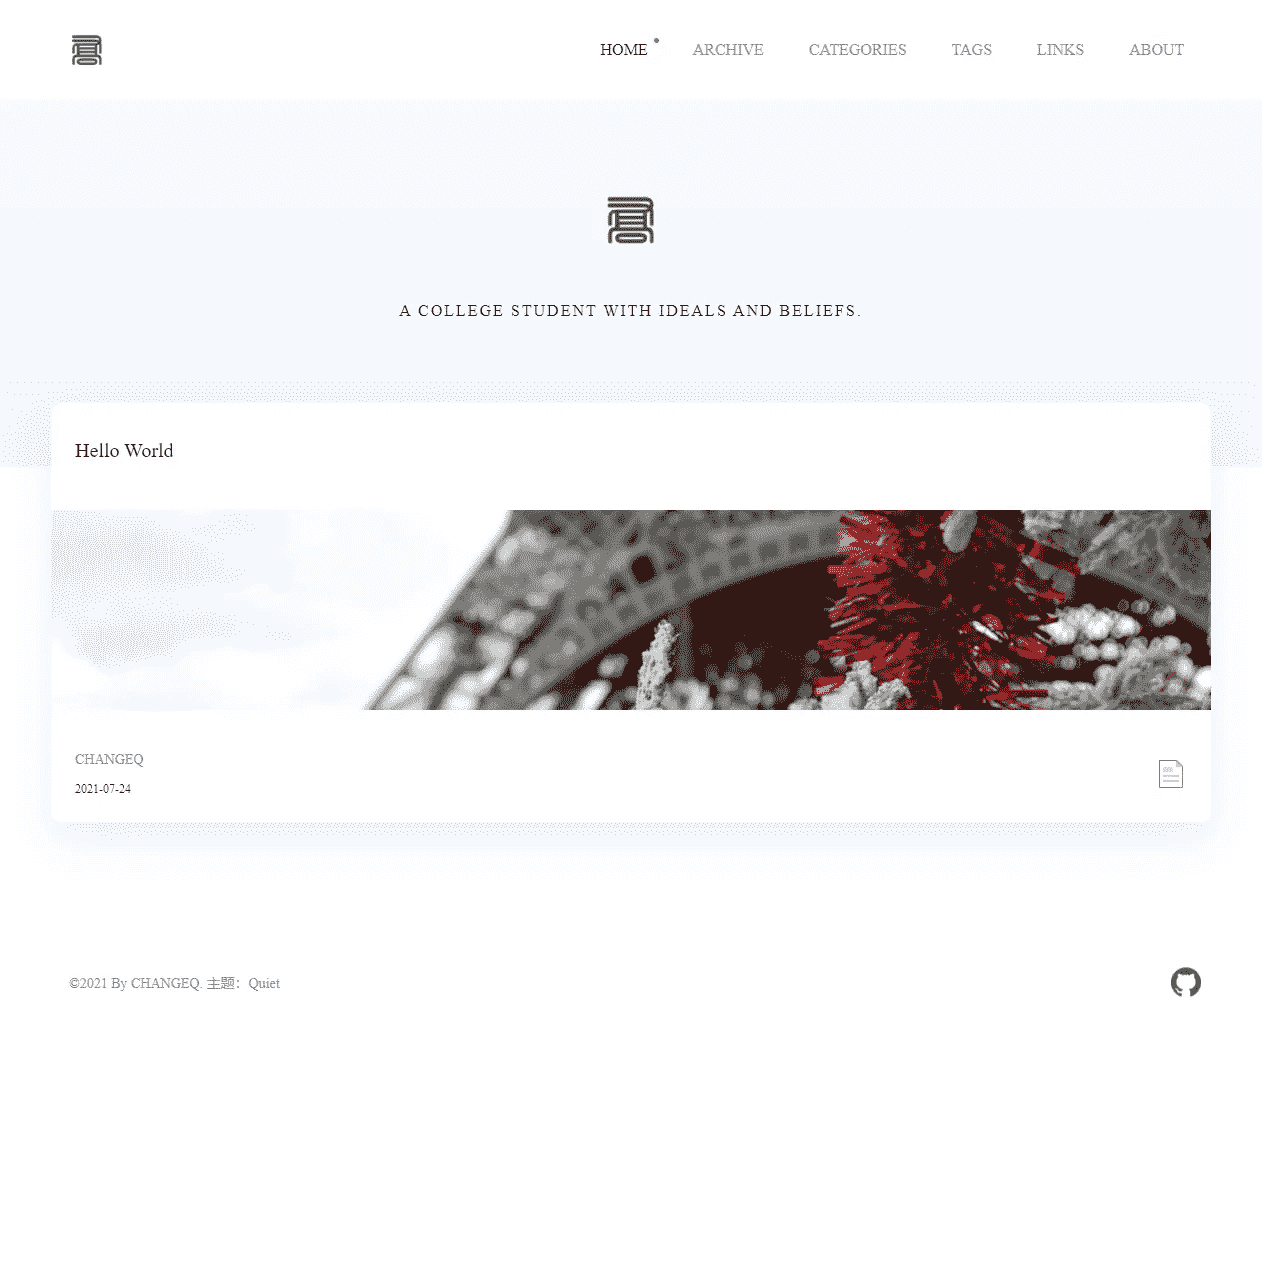 HOME ARCHIVE CATEGORIES TAGS LINKS ABOUT
A COLLEGE STUDENT WITH IDEALS AND BELIEFS.
Hello World
CHANGEQ
2021-07-24
©2021 By CHANGEQ. 主题：Quiet